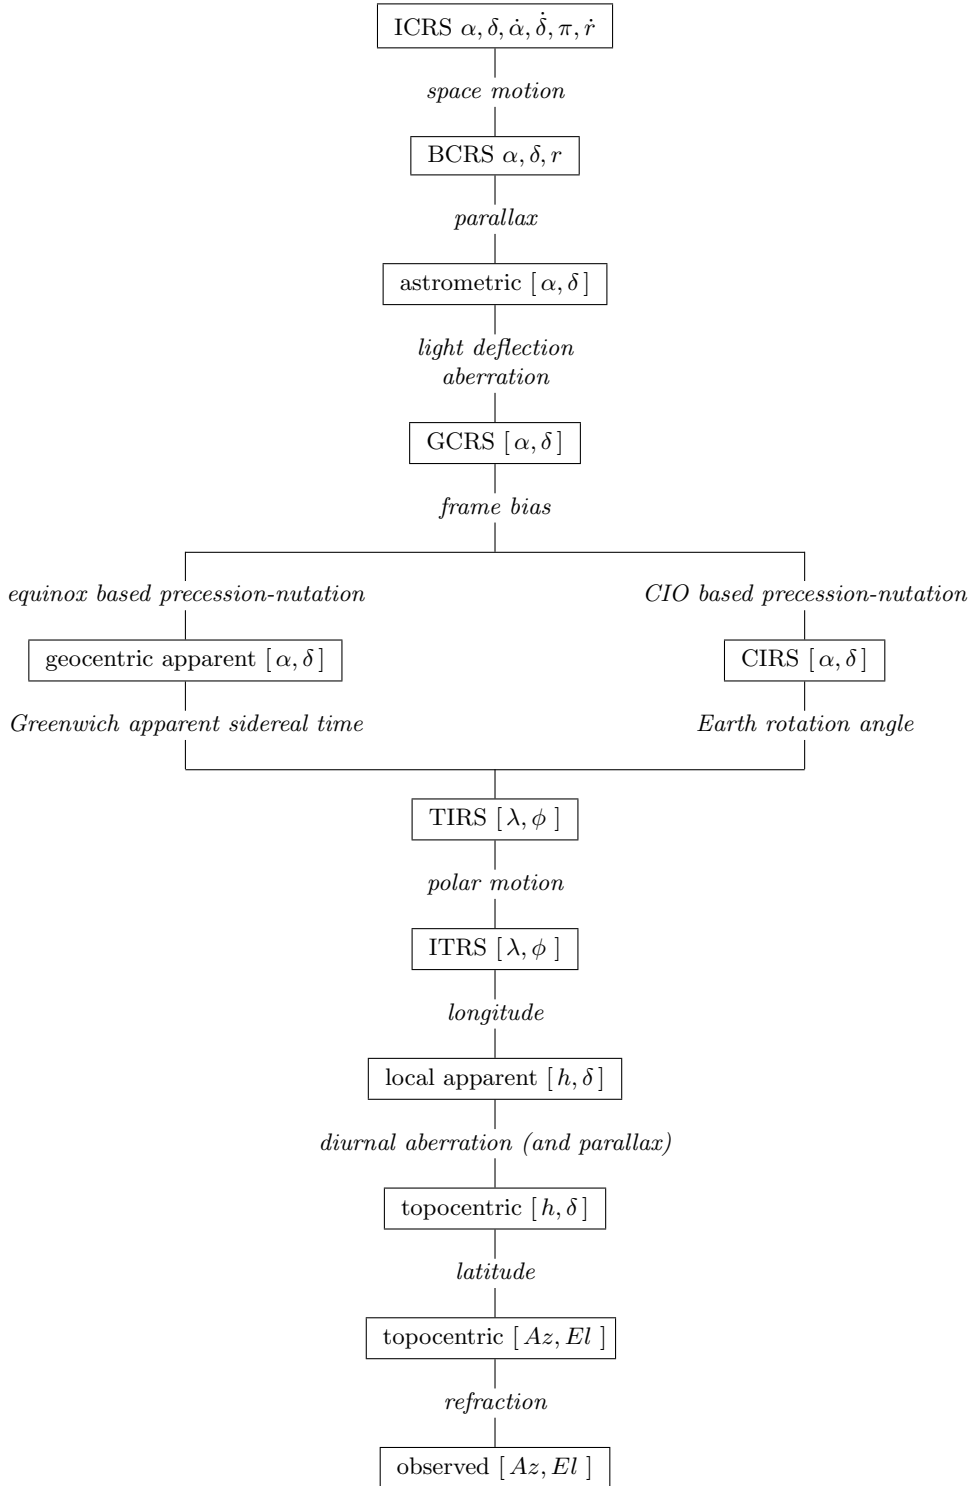 ICRS α, δ, α̇, δ̇, π, ṙ
space motion
BCRS α, δ, r
parallax
astrometric [ α, δ ]
light deflection
aberration
GCRS [ α, δ ]
frame bias
equinox based precession-nutation
CIO based precession-nutation
geocentric apparent [ α, δ ]
CIRS [ α, δ ]
Greenwich apparent sidereal time
Earth rotation angle
TIRS [ λ, ϕ ]
polar motion
ITRS [ λ, ϕ ]
longitude
local apparent [ h, δ ]
diurnal aberration (and parallax)
topocentric [ h, δ ]
latitude
topocentric [ Az, El ]
refraction
observed [ Az, El ]